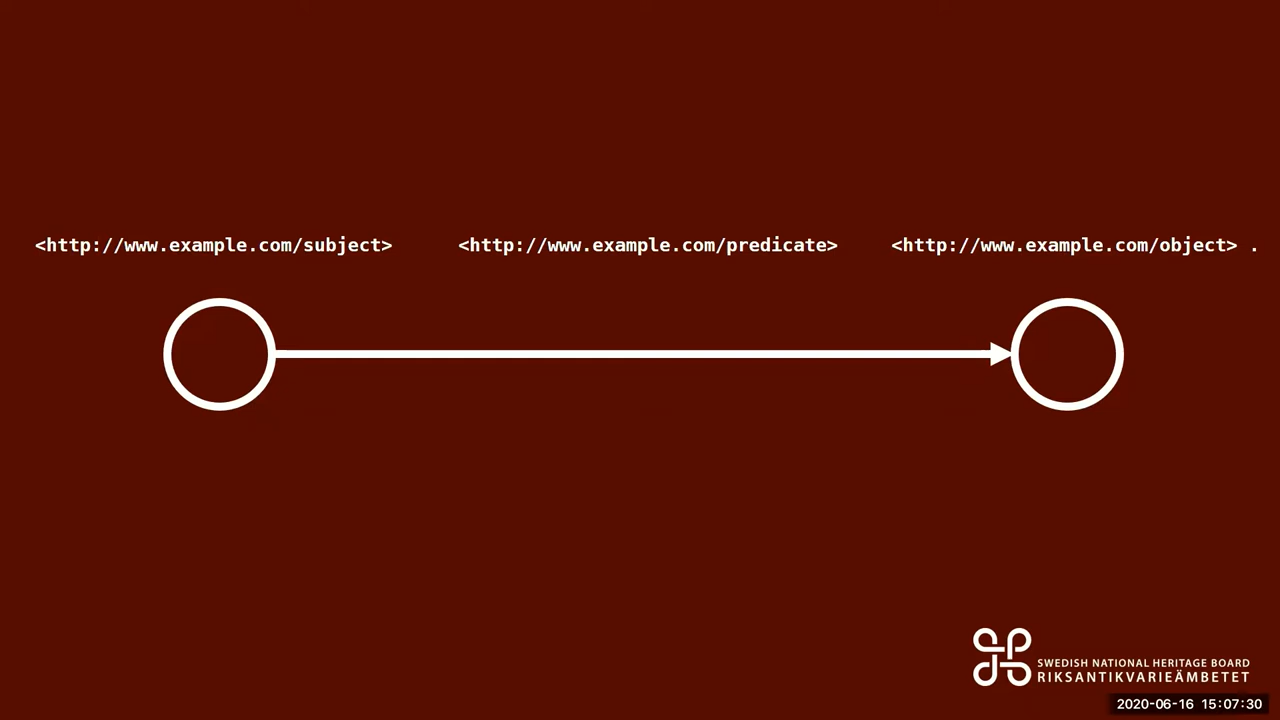 <http://www.example.com/subject> <http://www.example.com/predicate> <http://www.example.com/object> .
SWEDISH NATIONAL HERITAGE BOARD
RIKSANTIKVARIEÄMBETET
2020-06-16 15:07:30